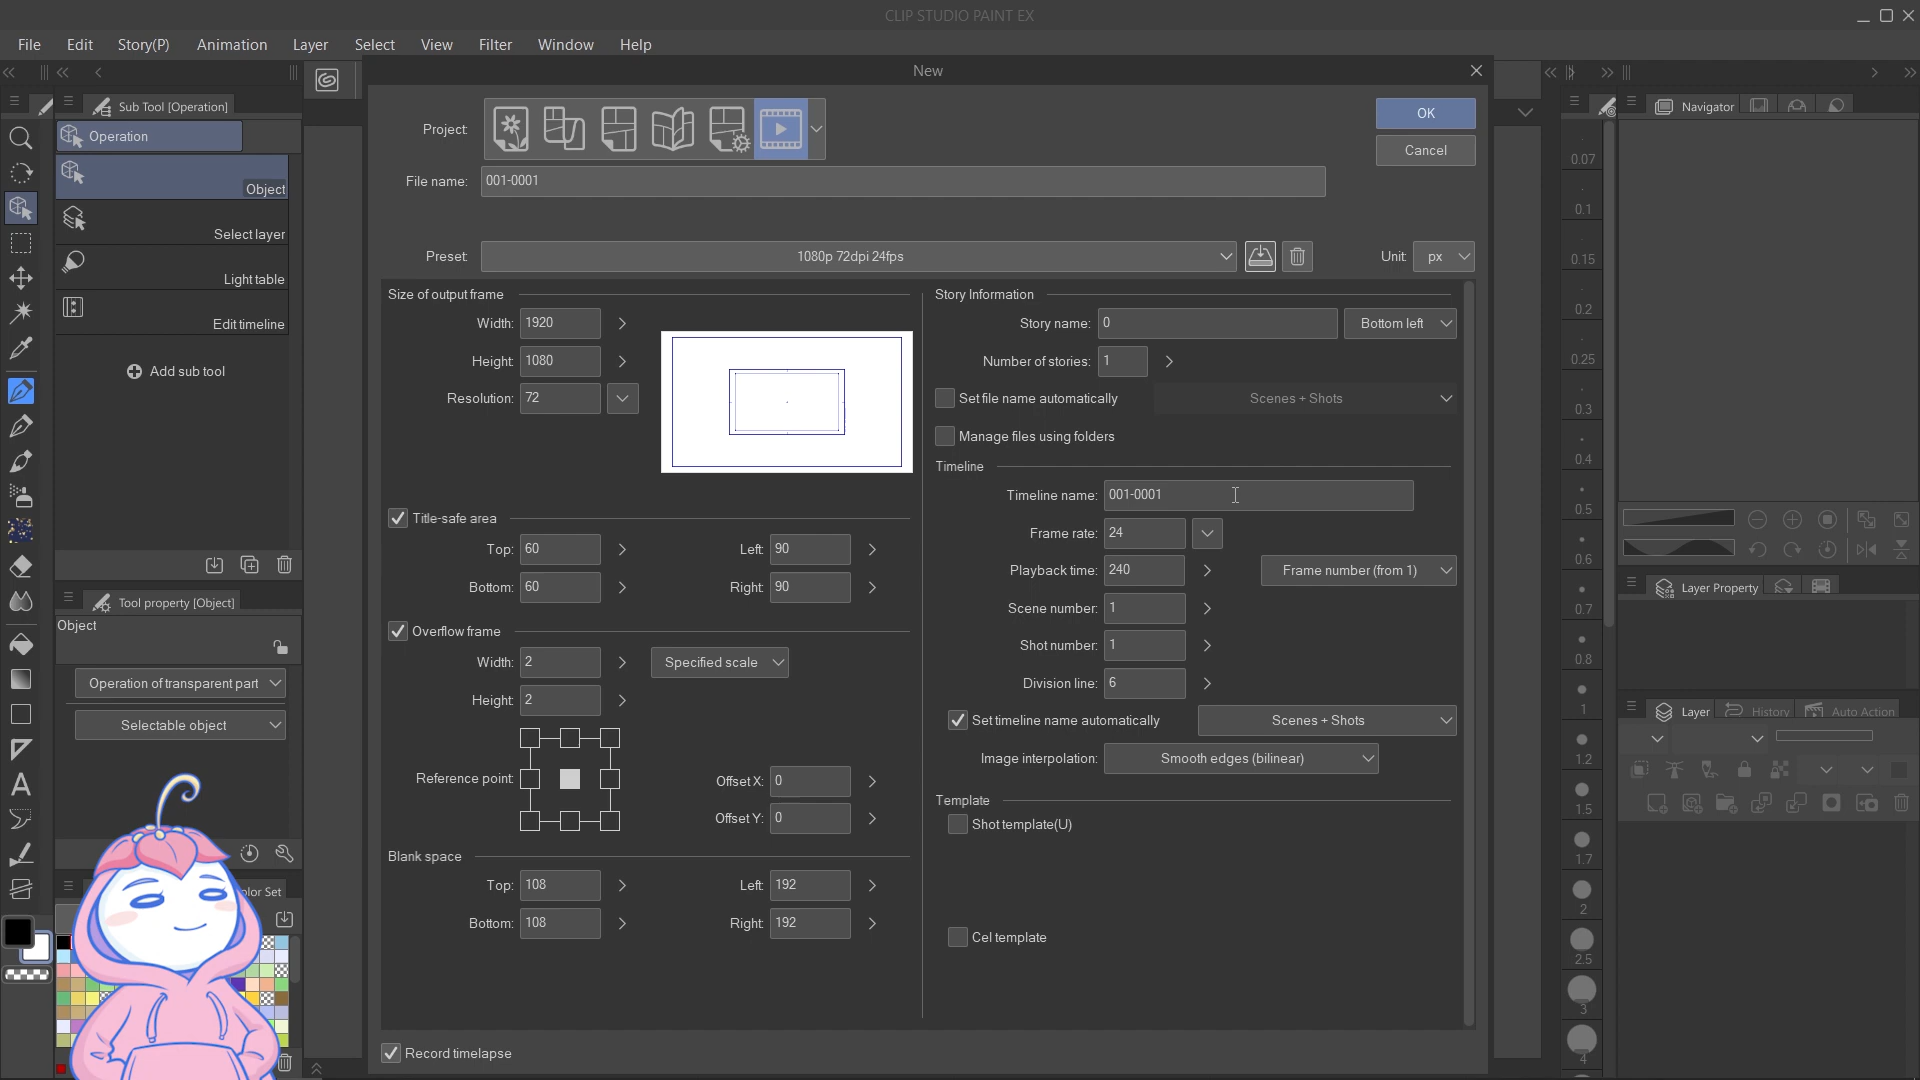 CLIP STUDIO PAINT EX
File Edit Story(P) Animation Layer Select View Filter Window Help
New
Sub Tool [Operation]
Operation
Object
Select layer
Light table
Edit timeline
Add sub tool
Tool property [Object]
Object
Operation of transparent part
Selectable object
olor Set
Project:
File name: 001-0001
OK
Cancel
Preset: 1080p 72dpi 24fps
Unit: px
Size of output frame
Width: 1920
Height: 1080
Resolution: 72
Title-safe area
Top: 60 Left: 90
Bottom: 60 Right: 90
Overflow frame
Width: 2 Specified scale
Height: 2
Reference point:
Offset X: 0
Offset Y: 0
Blank space
Top: 108 Left: 192
Bottom: 108 Right: 192
Record timelapse
Story Information
Story name: 0 Bottom left
Number of stories: 1
Set file name automatically Scenes + Shots
Manage files using folders
Timeline
Timeline name: 001-0001
Frame rate: 24
Playback time: 240 Frame number (from 1)
Scene number: 1
Shot number: 1
Division line: 6
Set timeline name automatically Scenes + Shots
Image interpolation: Smooth edges (bilinear)
Template
Shot template(U)
Cel template
0.07
0.1
0.15
0.2
0.25
0.3
0.4
0.5
0.6
0.7
0.8
1
1.2
1.5
1.7
2
2.5
3
4
Navigator
Layer Property
Layer History Auto Action